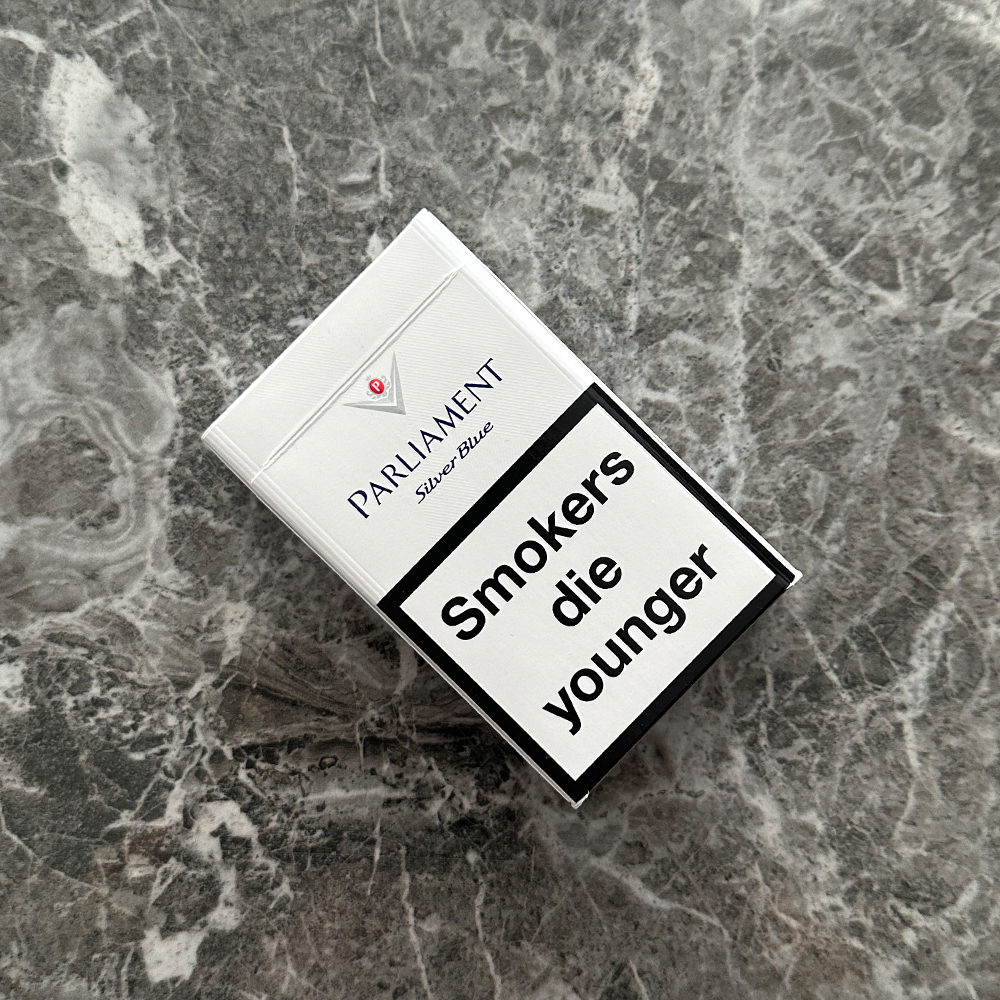 P
PARLIAMENT
Silver Blue
Smokers
die
younger